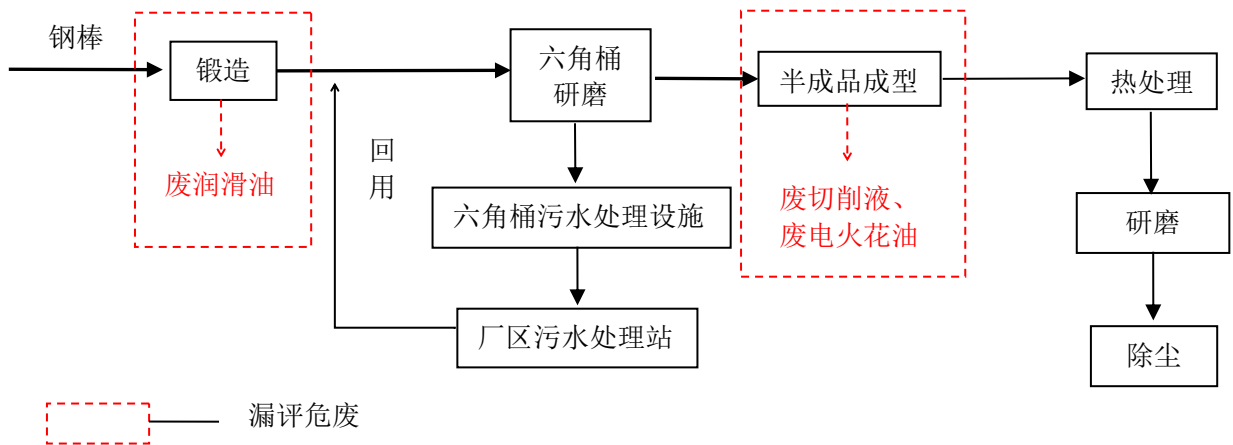 钢棒
锻造
废润滑油
回
用
六角桶
研磨
六角桶污水处理设施
厂区污水处理站
半成品成型
废切削液、
废电火花油
热处理
研磨
除尘
漏评危废